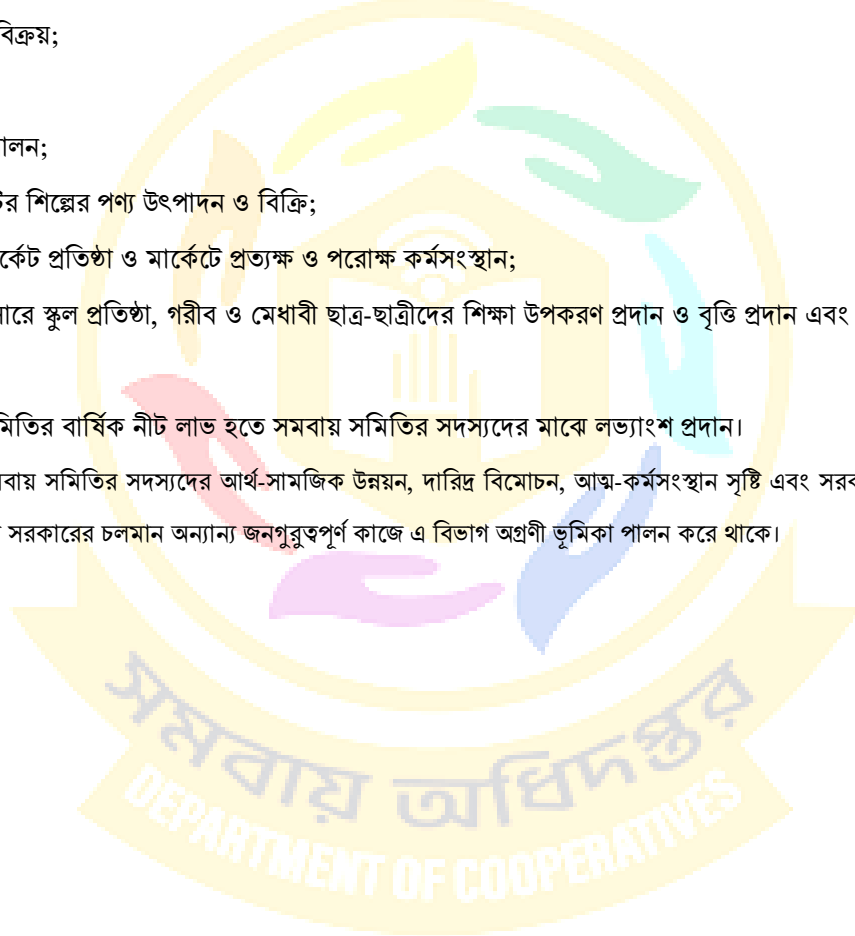 বিক্রয়;
পালন;
শিল্পের পণ্য উৎপাদন ও বিক্রি;
প্রতিষ্ঠা ও মার্কেটে প্রত্যক্ষ ও পরোক্ষ কর্মসংস্থান;
স্কুল প্রতিষ্ঠা, গরীব ও মেধাবী ছাত্র-ছাত্রীদের শিক্ষা উপকরণ প্রদান ও বৃত্তি প্রদান এবং
মিতির বার্ষিক নীট লাভ হতে সমবায় সমিতির সদস্যদের মাঝে লভ্যাংশ প্রদান।
বায় সমিতির সদস্যদের আর্থ-সামজিক উন্নয়ন, দারিদ্র বিমোচন, আত্ম-কর্মসংস্থান সৃষ্টি এবং
সরকারের চলমান অন্যান্য জনগুরুত্বপূর্ণ কাজে এ বিভাগ অগ্রণী ভূমিকা পালন করে থাকে।
সমবায় অধিদপ্তর
DEPARTMENT OF COOPERATIVES